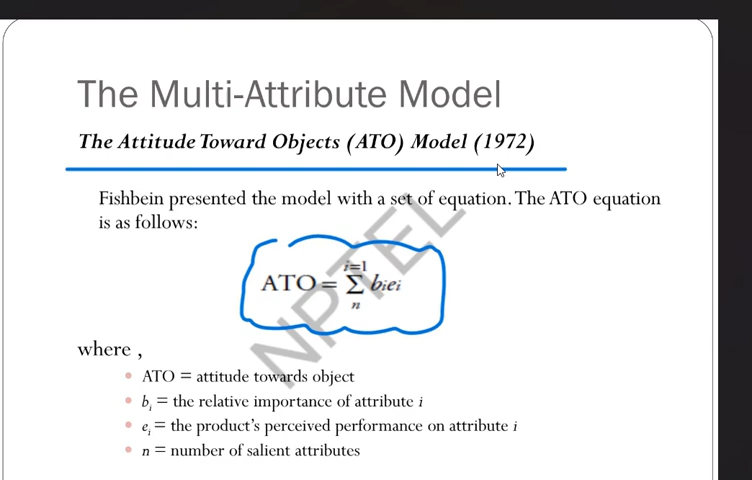 The Multi-Attribute Model
The Attitude Toward Objects (ATO) Model (1972)
Fishbein presented the model with a set of equation. The ATO equation
is as follows:
i=1
ATO = Σ biei
n
NPTEL
where ,
• ATO = attitude towards object
• bi = the relative importance of attribute i
• ei = the product's perceived performance on attribute i
• n = number of salient attributes